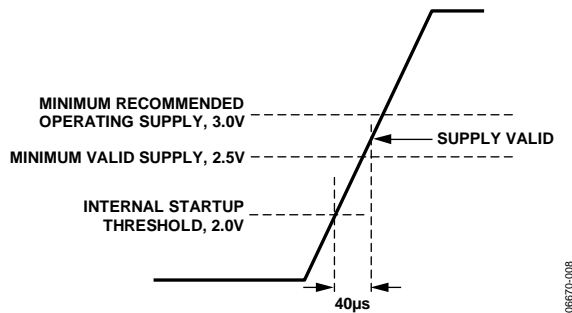 MINIMUM RECOMMENDED
OPERATING SUPPLY, 3.0V
SUPPLY VALID
MINIMUM VALID SUPPLY, 2.5V
INTERNAL STARTUP
THRESHOLD, 2.0V
40µs
06670-008